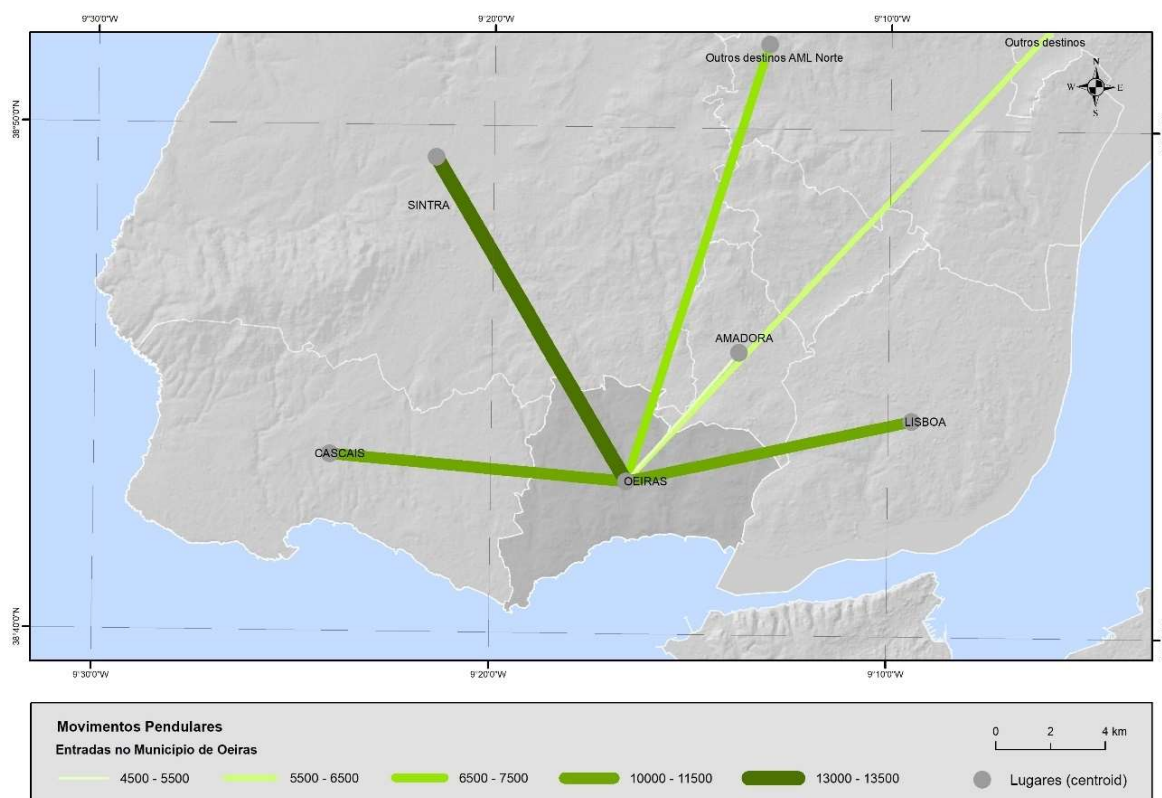 9°30'0"W 9°20'0"W 9°10'0"W
Outros destinos
Outros destinos AML Norte
N
W E
S
38°50'0"N
SINTRA
AMADORA
LISBOA
CASCAIS
OEIRAS
38°40'0"N
9°30'0"W 9°20'0"W 9°10'0"W
Movimentos Pendulares
Entradas no Município de Oeiras
0 2 4 km
4500 - 5500 5500 - 6500 6500 - 7500 10000 - 11500 13000 - 13500 Lugares (centroid)